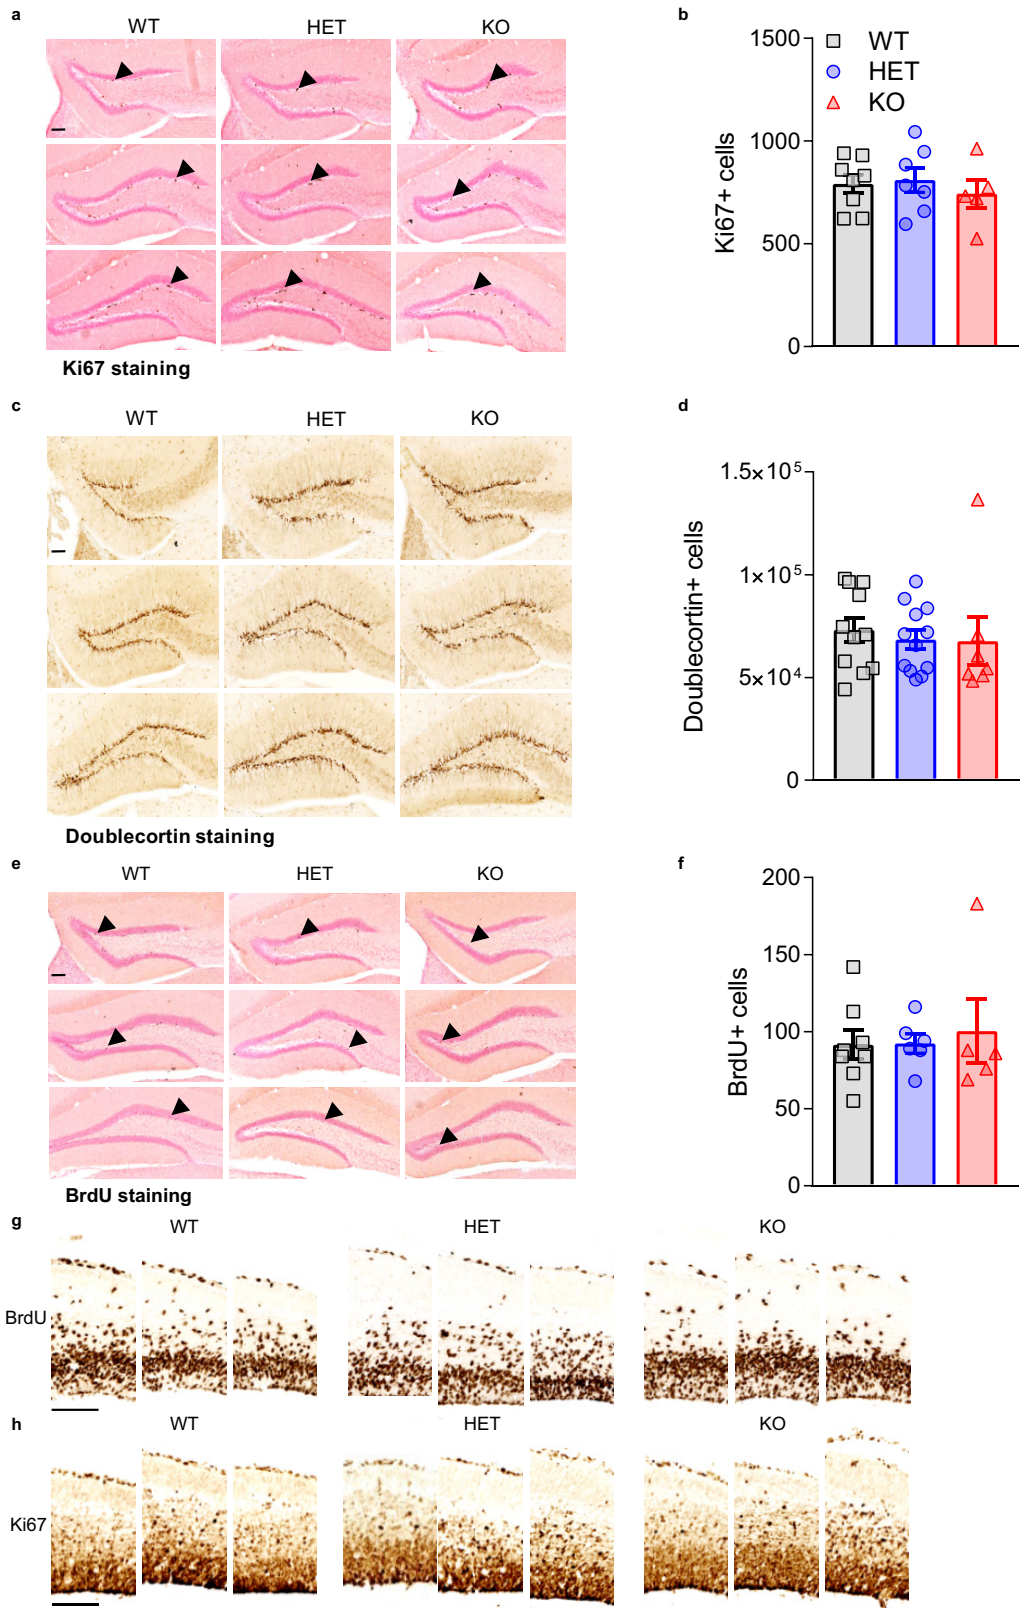 a
WT HET KO
Ki67 staining
b
1500
1000
500
0
Ki67+ cells
WT
HET
KO
c
WT HET KO
Doublecortin staining
d
1.5×10⁵
1×10⁵
5×10⁴
0
Doublecortin+ cells
e
WT HET KO
BrdU staining
f
200
150
100
50
0
BrdU+ cells
g
WT HET KO
BrdU
h
WT HET KO
Ki67